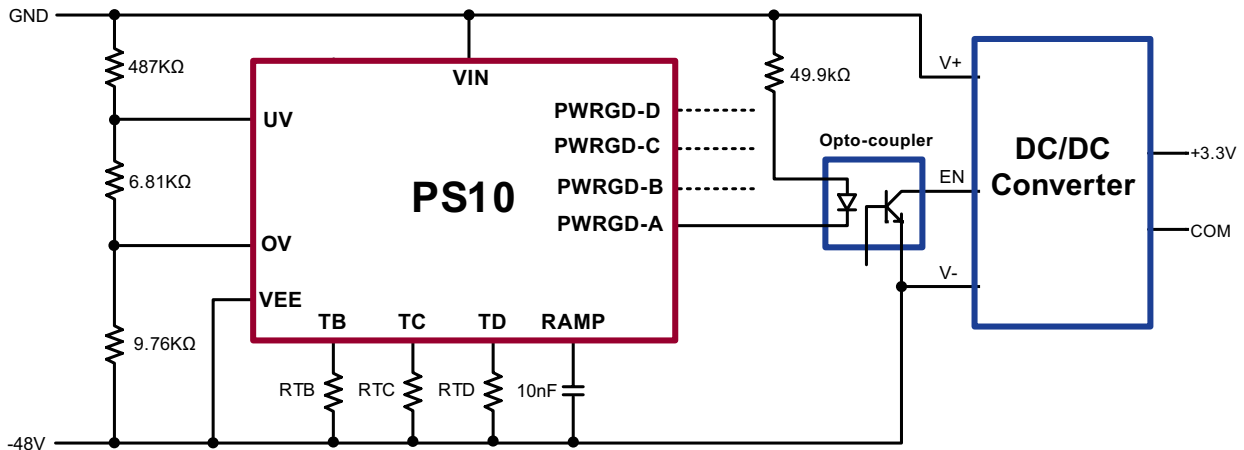 GND
487KΩ
6.81KΩ
9.76KΩ
-48V
VIN
UV
OV
VEE
PS10
PWRGD-D
PWRGD-C
PWRGD-B
PWRGD-A
TB
TC
TD
RAMP
RTB
RTC
RTD
10nF
49.9kΩ
Opto-coupler
V+
EN
V-
DC/DC
Converter
+3.3V
COM